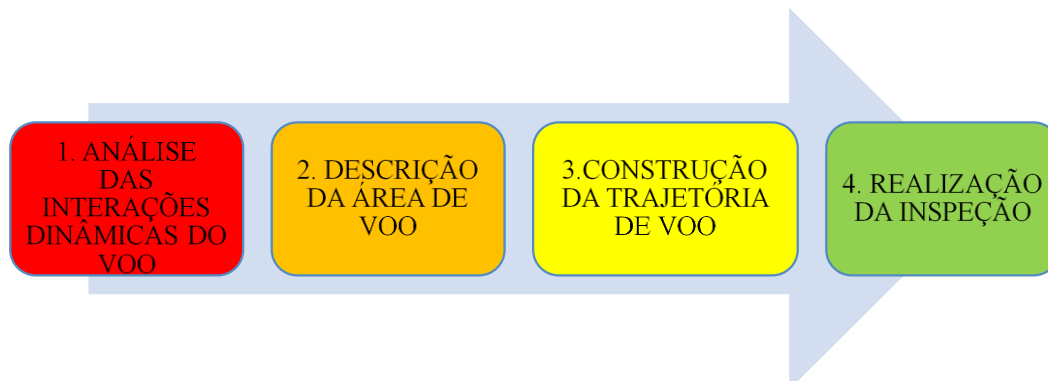 1. ANÁLISE
DAS
INTERAÇÕES
DINÂMICAS DO
VOO
2. DESCRIÇÃO
DA ÁREA DE
VOO
3.CONSTRUÇÃO
DA TRAJETÓRIA
DE VOO
4. REALIZAÇÃO
DA INSPEÇÃO